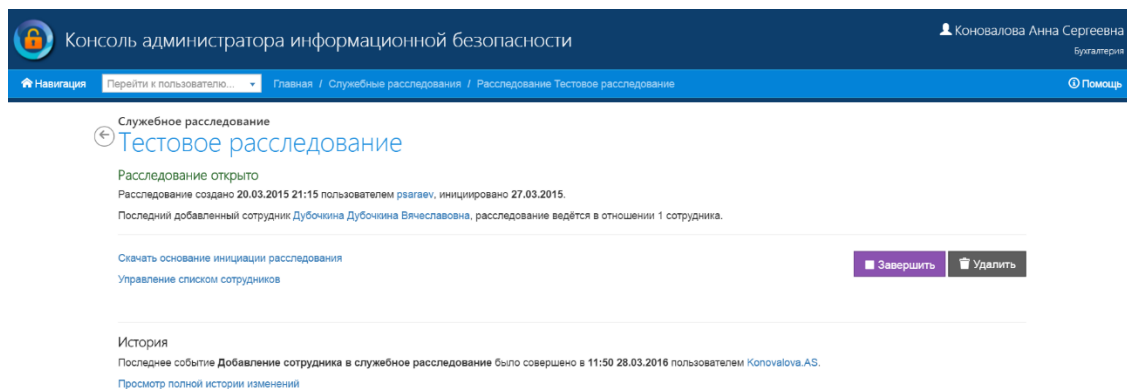 Консоль администратора информационной безопасности
Коновалова Анна Сергеевна
Бухгалтерия
Навигация
Перейти к пользователю...
Главная / Служебные расследования / Расследование Тестовое расследование
Помощь
Служебное расследование
Тестовое расследование
Расследование открыто
Расследование создано 20.03.2015 21:15 пользователем psaraev, инициировано 27.03.2015.
Последний добавленный сотрудник Дубочкина Дубочкина Вячеславовна, расследование ведётся в отношении 1 сотрудника.
Скачать основание инициации расследования
Завершить
Удалить
Управление списком сотрудников
История
Последнее событие Добавление сотрудника в служебное расследование было совершено в 11:50 28.03.2016 пользователем Konovalova.AS.
Просмотр полной истории изменений